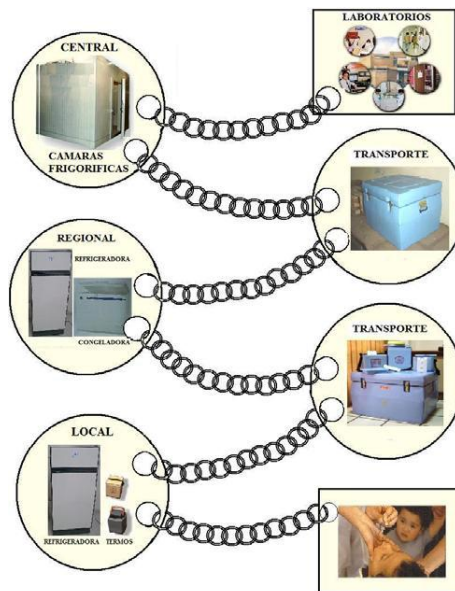 LABORATORIOS
CENTRAL
CAMARAS
FRIGORIFICAS
TRANSPORTE
REGIONAL
REFRIGERADORA
CONGELADORA
TRANSPORTE
LOCAL
REFRIGERADORA TERMOS